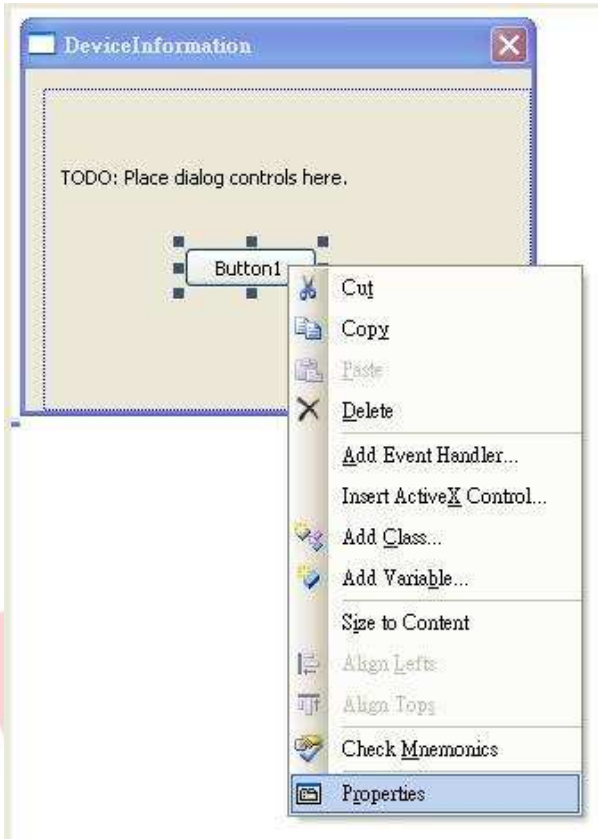 DeviceInformation
TODO: Place dialog controls here.
Button1
Cut
Copy
Paste
Delete
Add Event Handler...
Insert ActiveX Control...
Add Class...
Add Variable...
Size to Content
Align Lefts
Align Tops
Check Mnemonics
Properties